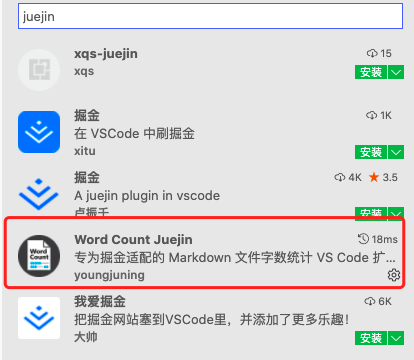 juejin
xqs-juejin 15
xqs 安装
掘金 1K
在 VSCode 中刷掘金
xitu 安装
掘金 4K ★ 3.5
A juejin plugin in vscode
卢振千 安装
Word Count Juejin 18ms
Word
Count
专为掘金适配的 Markdown 文件字数统计 VS Code 扩...
youngjuning
我爱掘金 6K
把掘金网站塞到VSCode里，并添加了更多乐趣！
大帅 安装